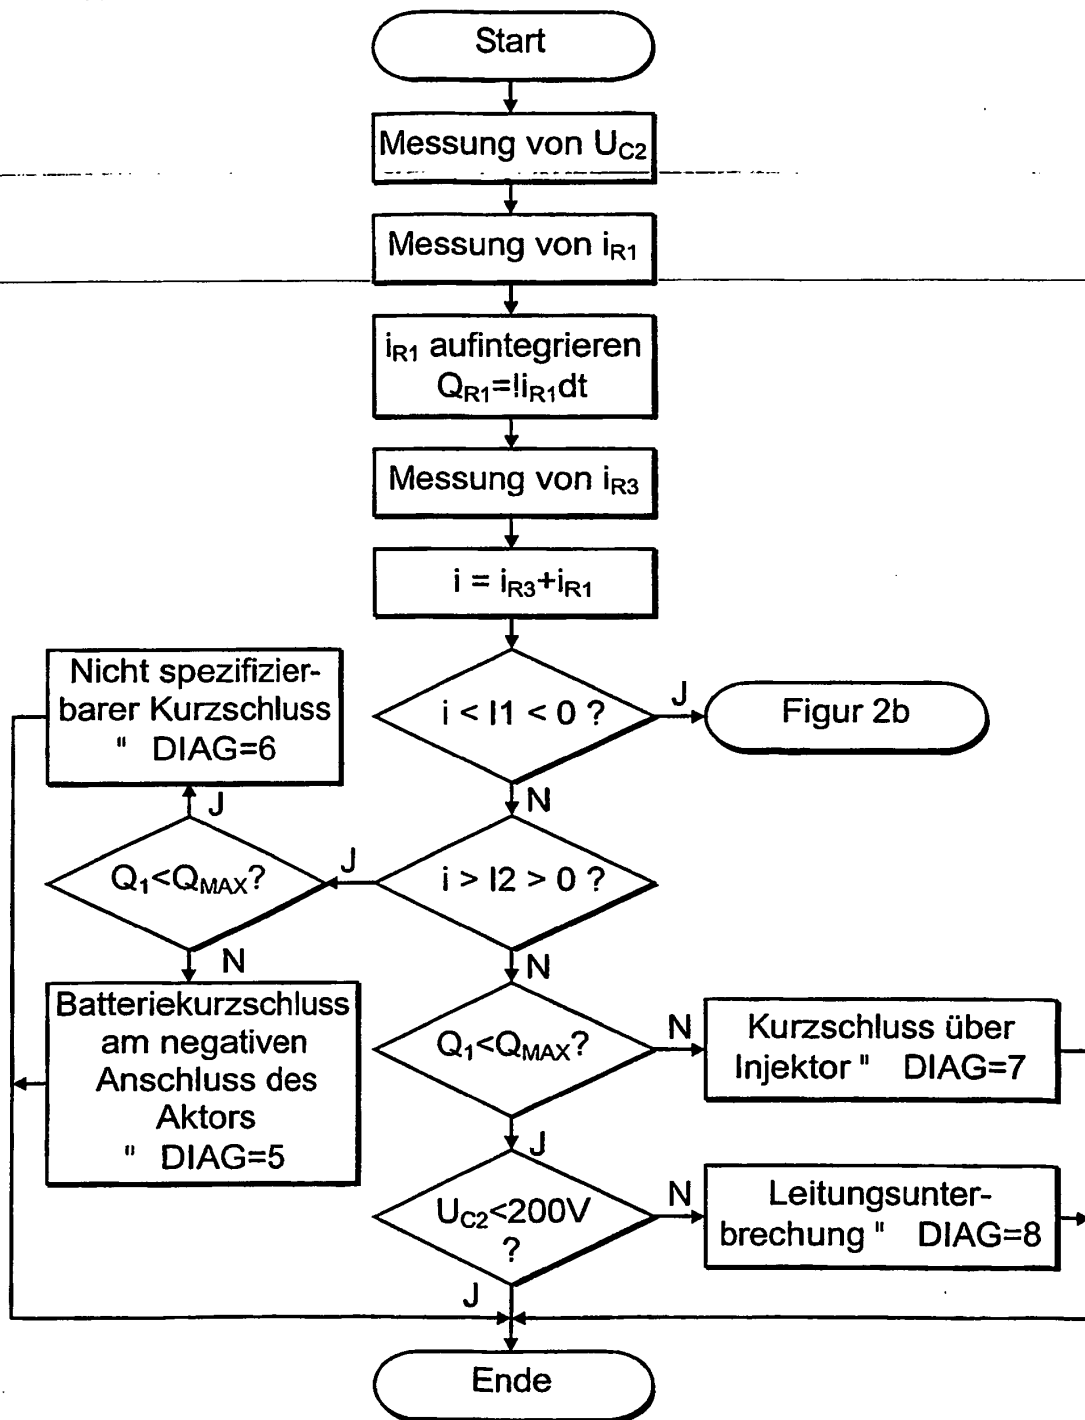 Start
Messung von UC2
Messung von iR1
iR1 aufintegrieren
QR1=!iR1dt
Messung von iR3
i = iR3+iR1
i < I1 < 0 ?
J
Figur 2b
N
Nicht spezifizier-
barer Kurzschluss
" DIAG=6
J
Q1<QMAX?
J
i > I2 > 0 ?
N
N
Batteriekurzschluss
am negativen
Anschluss des
Aktors
" DIAG=5
Q1<QMAX?
N
Kurzschluss über
Injektor " DIAG=7
J
UC2<200V
?
N
Leitungsunter-
brechung " DIAG=8
J
Ende